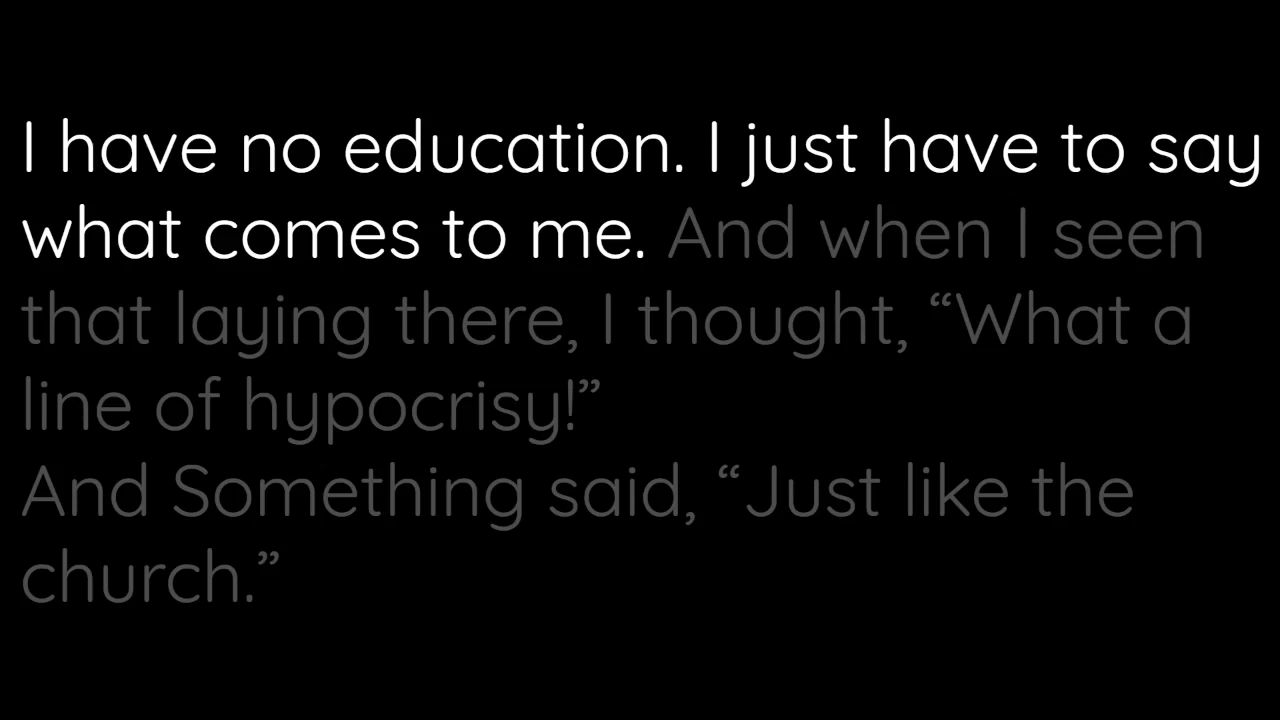 I have no education. I just have to say
what comes to me. And when I seen
that laying there, I thought, “What a
line of hypocrisy!”
And Something said, “Just like the
church.”